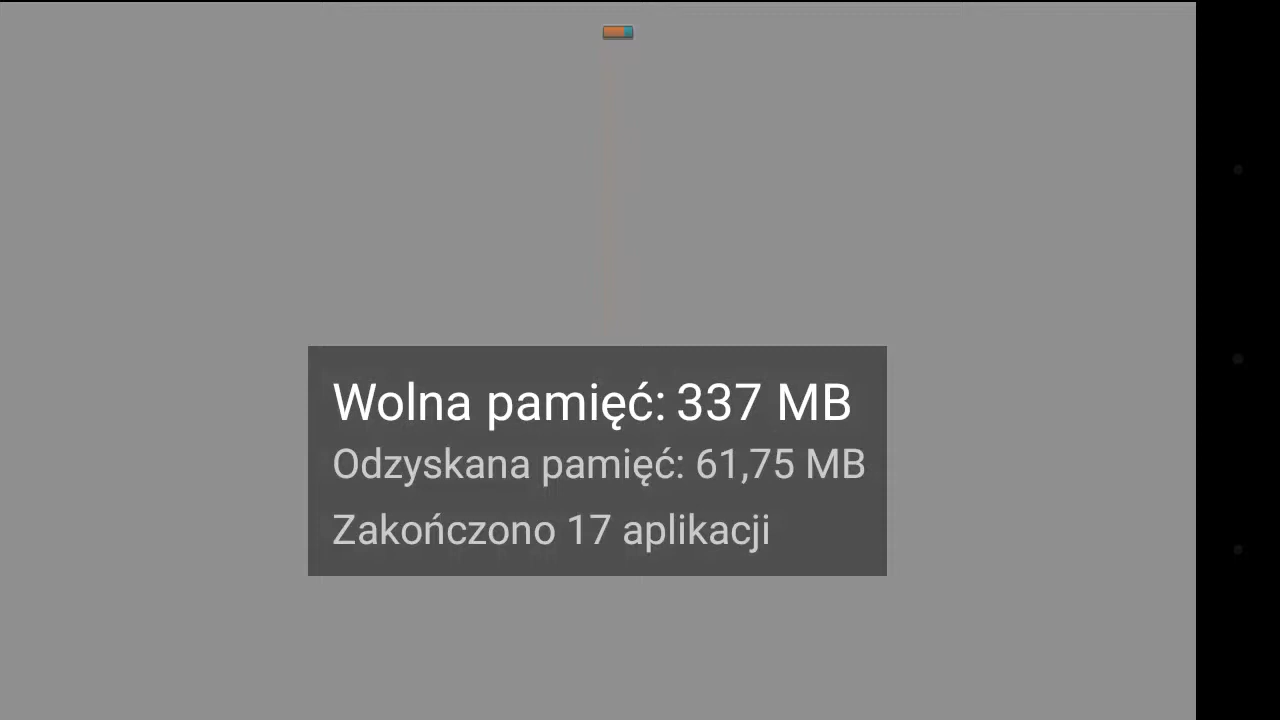 Wolna pamięć: 337 MB
Odzyskana pamięć: 61,75 MB
Zakończono 17 aplikacji